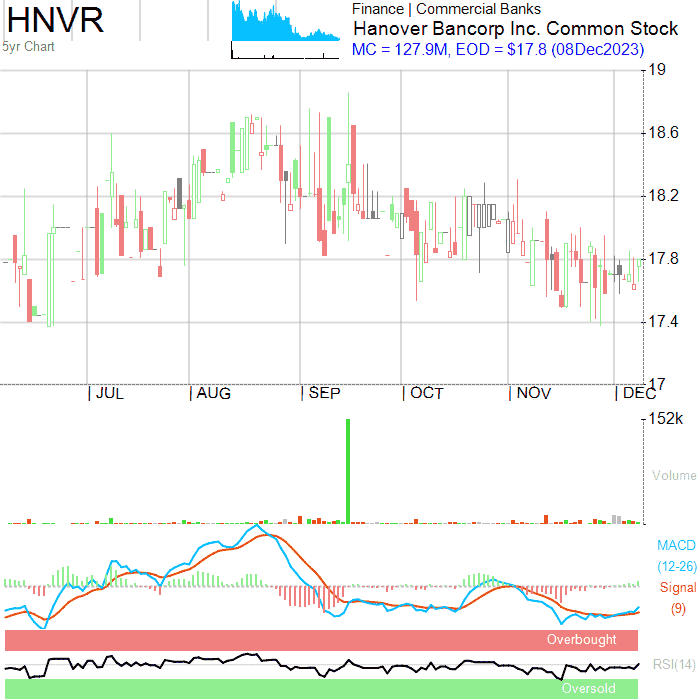 HNVR
5yr Chart
Finance | Commercial Banks
Hanover Bancorp Inc. Common Stock
MC = 127.9M, EOD = $17.8 (08Dec2023)
19
18.6
18.2
17.8
17.4
17
JUL AUG SEP OCT NOV DEC
152k
Volume
MACD
(12-26)
Signal
(9)
Overbought
RSI(14)
Oversold